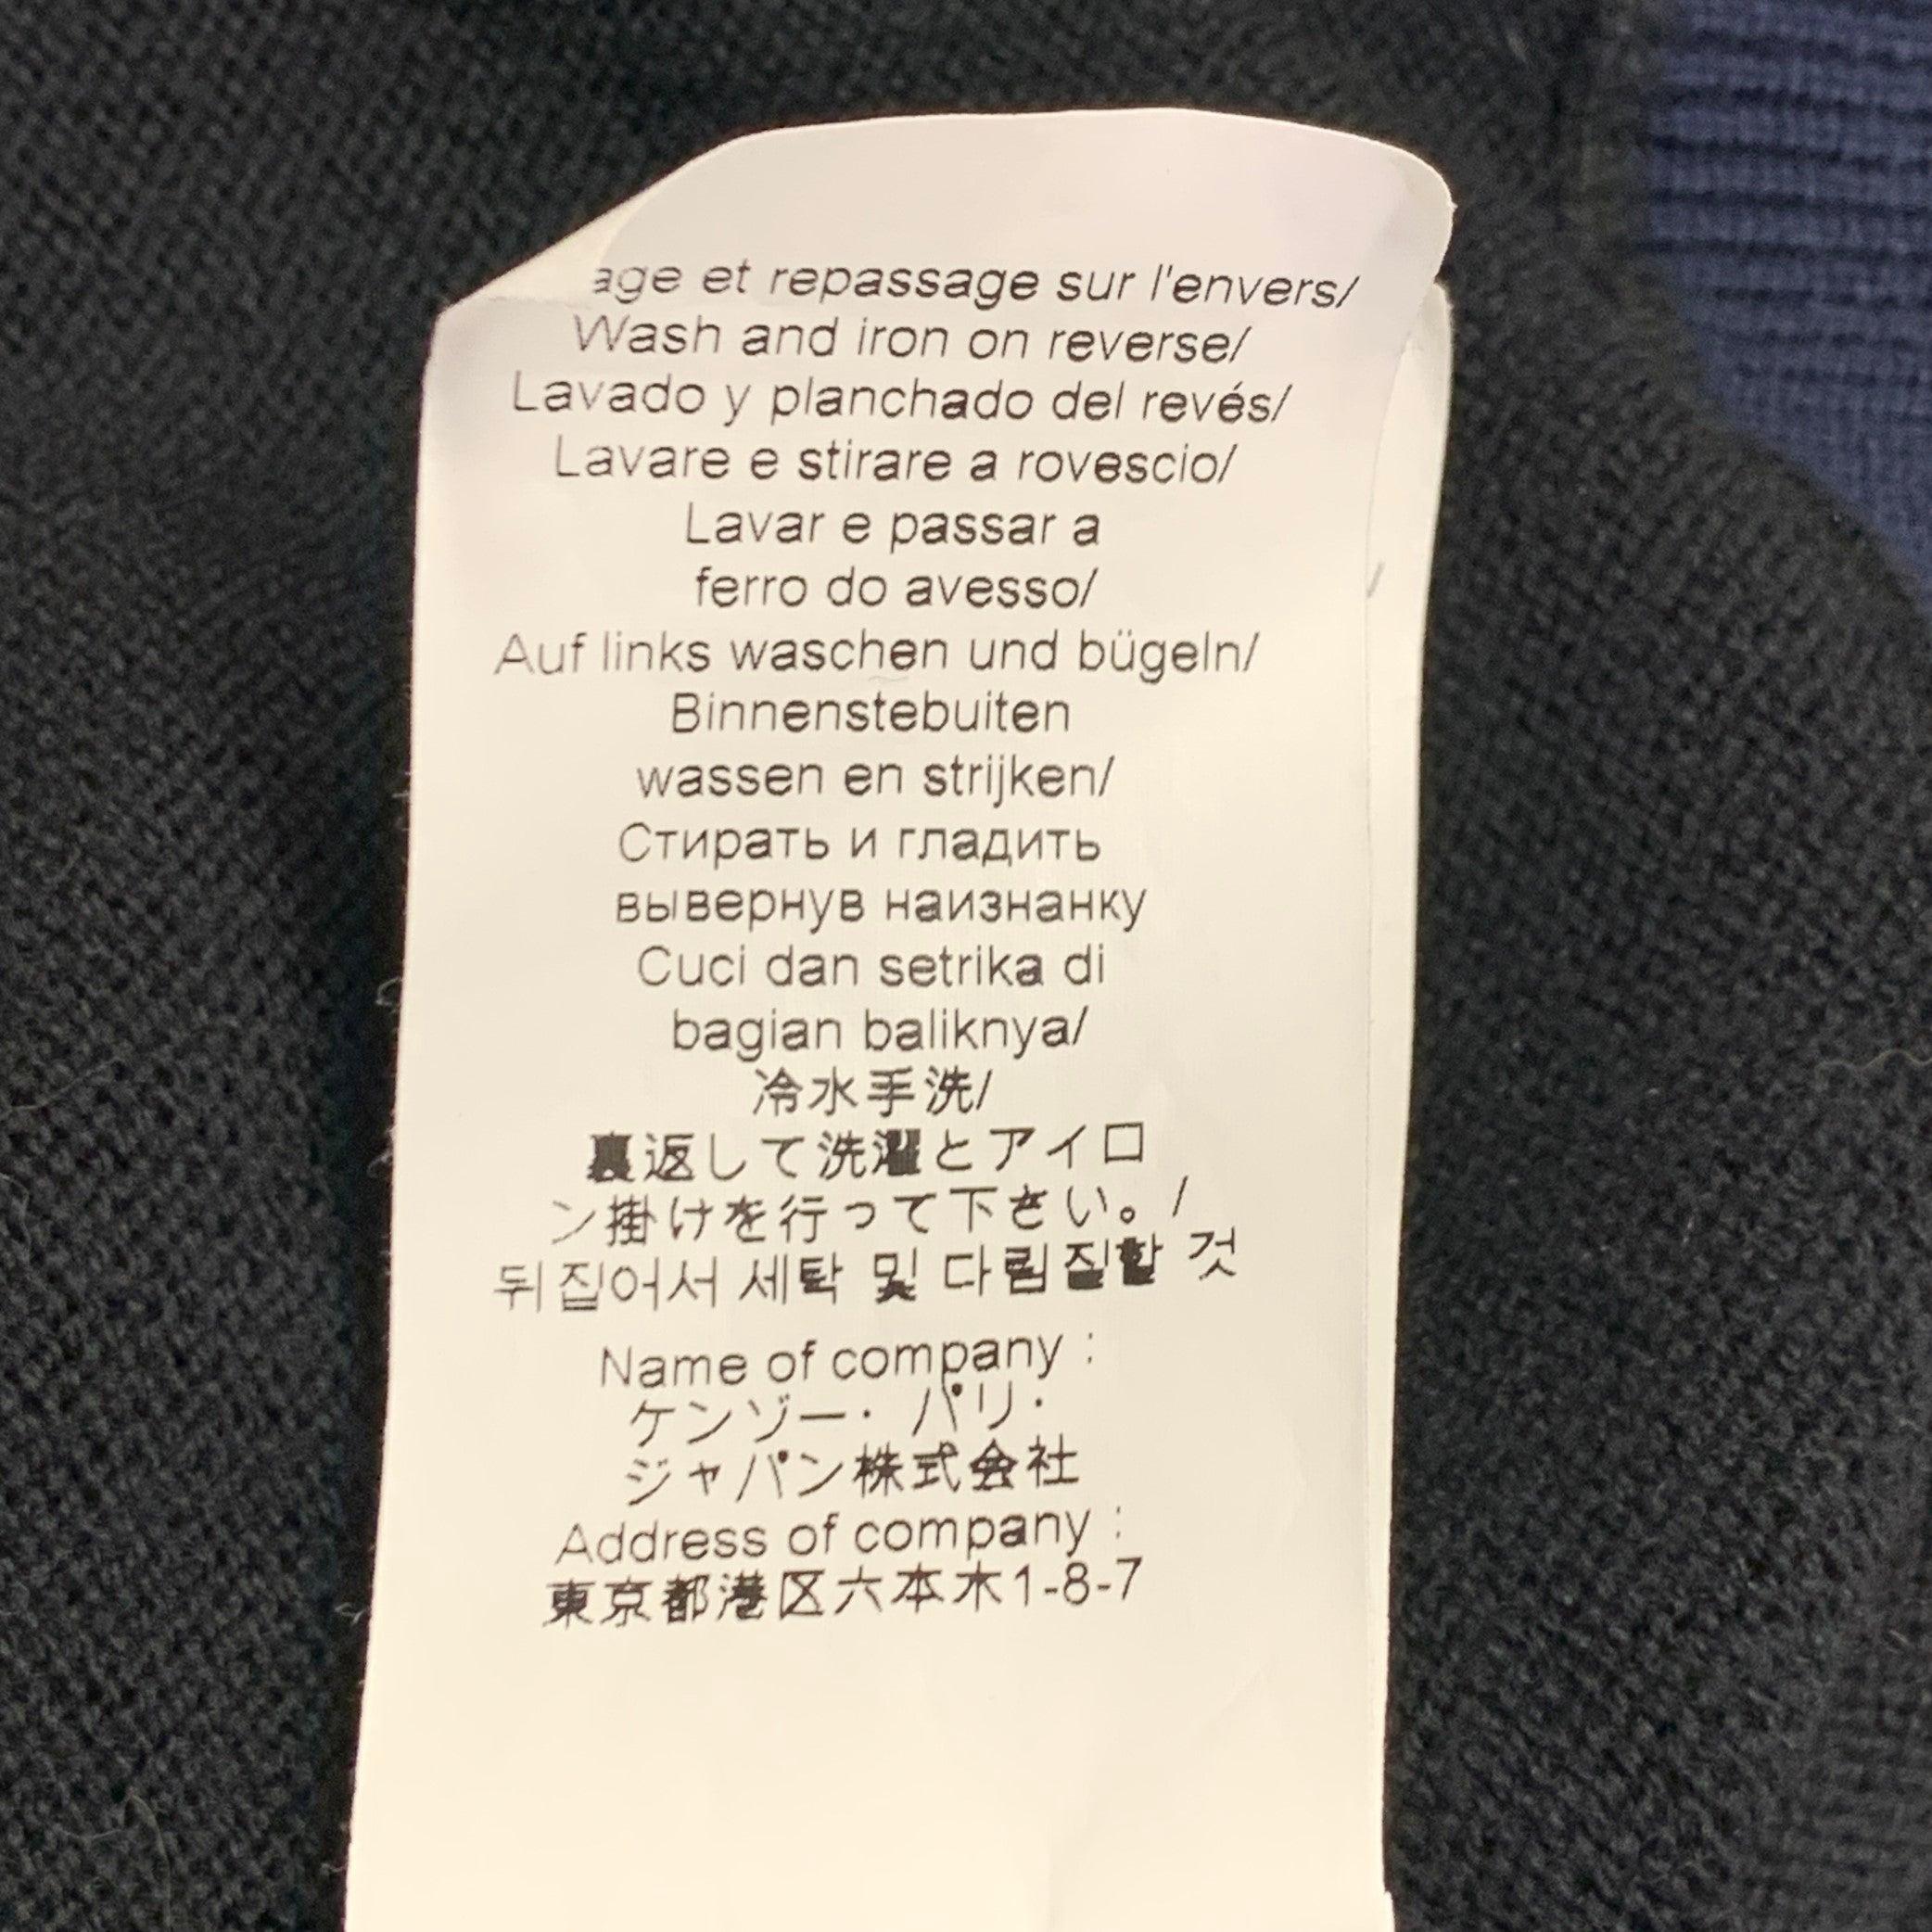 et repassage sur l'envers/
Wash and iron on reverse/
Lavado y planchado del revés/
Lavare e stirare a rovescio/
Lavar e passar a
ferro do avesso/
Auf links waschen und bügeln/
Binnenstebuiten
wassen en strijken/
Стирать и гладить
вывернув наизнанку
Cuci dan setrika di
bagian baliknya/
冷水手洗/
裏返して洗濯とアイロ
ン掛けを行って下さい。/
뒤집어서 세탁 및 다림질할 것
Name of company :
ケンゾー・パリ・
ジャパン株式会社
Address of company :
東京都港区六本木1-8-7